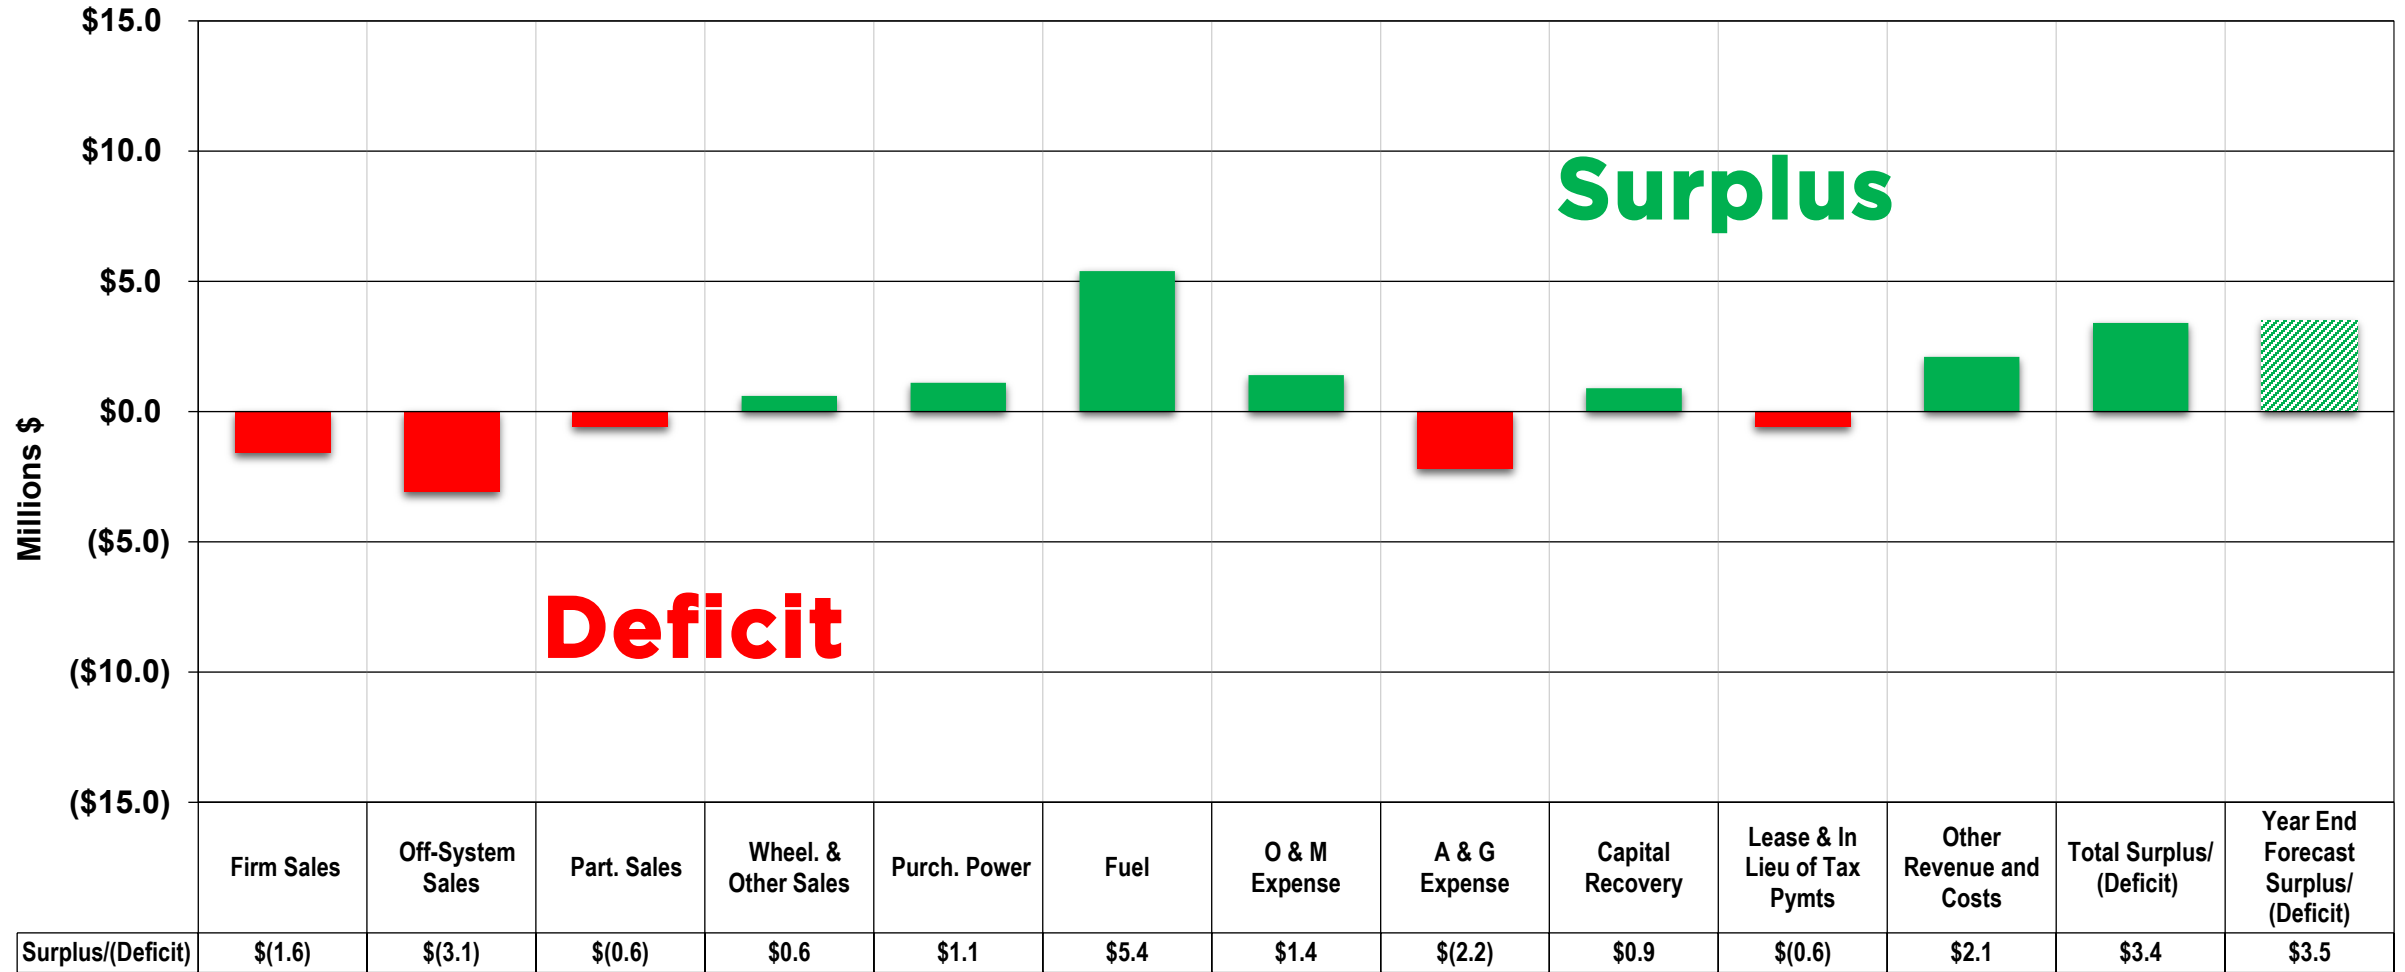 $15.0
$10.0
Surplus
$5.0
$0.0
Millions $
($5.0)
Deficit
($10.0)
($15.0)
Firm Sales
Off-System
Sales
Part. Sales
Wheel. &
Other Sales
Purch. Power
Fuel
O & M
Expense
A & G
Expense
Capital
Recovery
Lease & In
Lieu of Tax
Pymts
Other
Revenue and
Costs
Total Surplus/
(Deficit)
Year End
Forecast
Surplus/
(Deficit)
Surplus/(Deficit) $(1.6) $(3.1) $(0.6) $0.6 $1.1 $5.4 $1.4 $(2.2) $0.9 $(0.6) $2.1 $3.4 $3.5